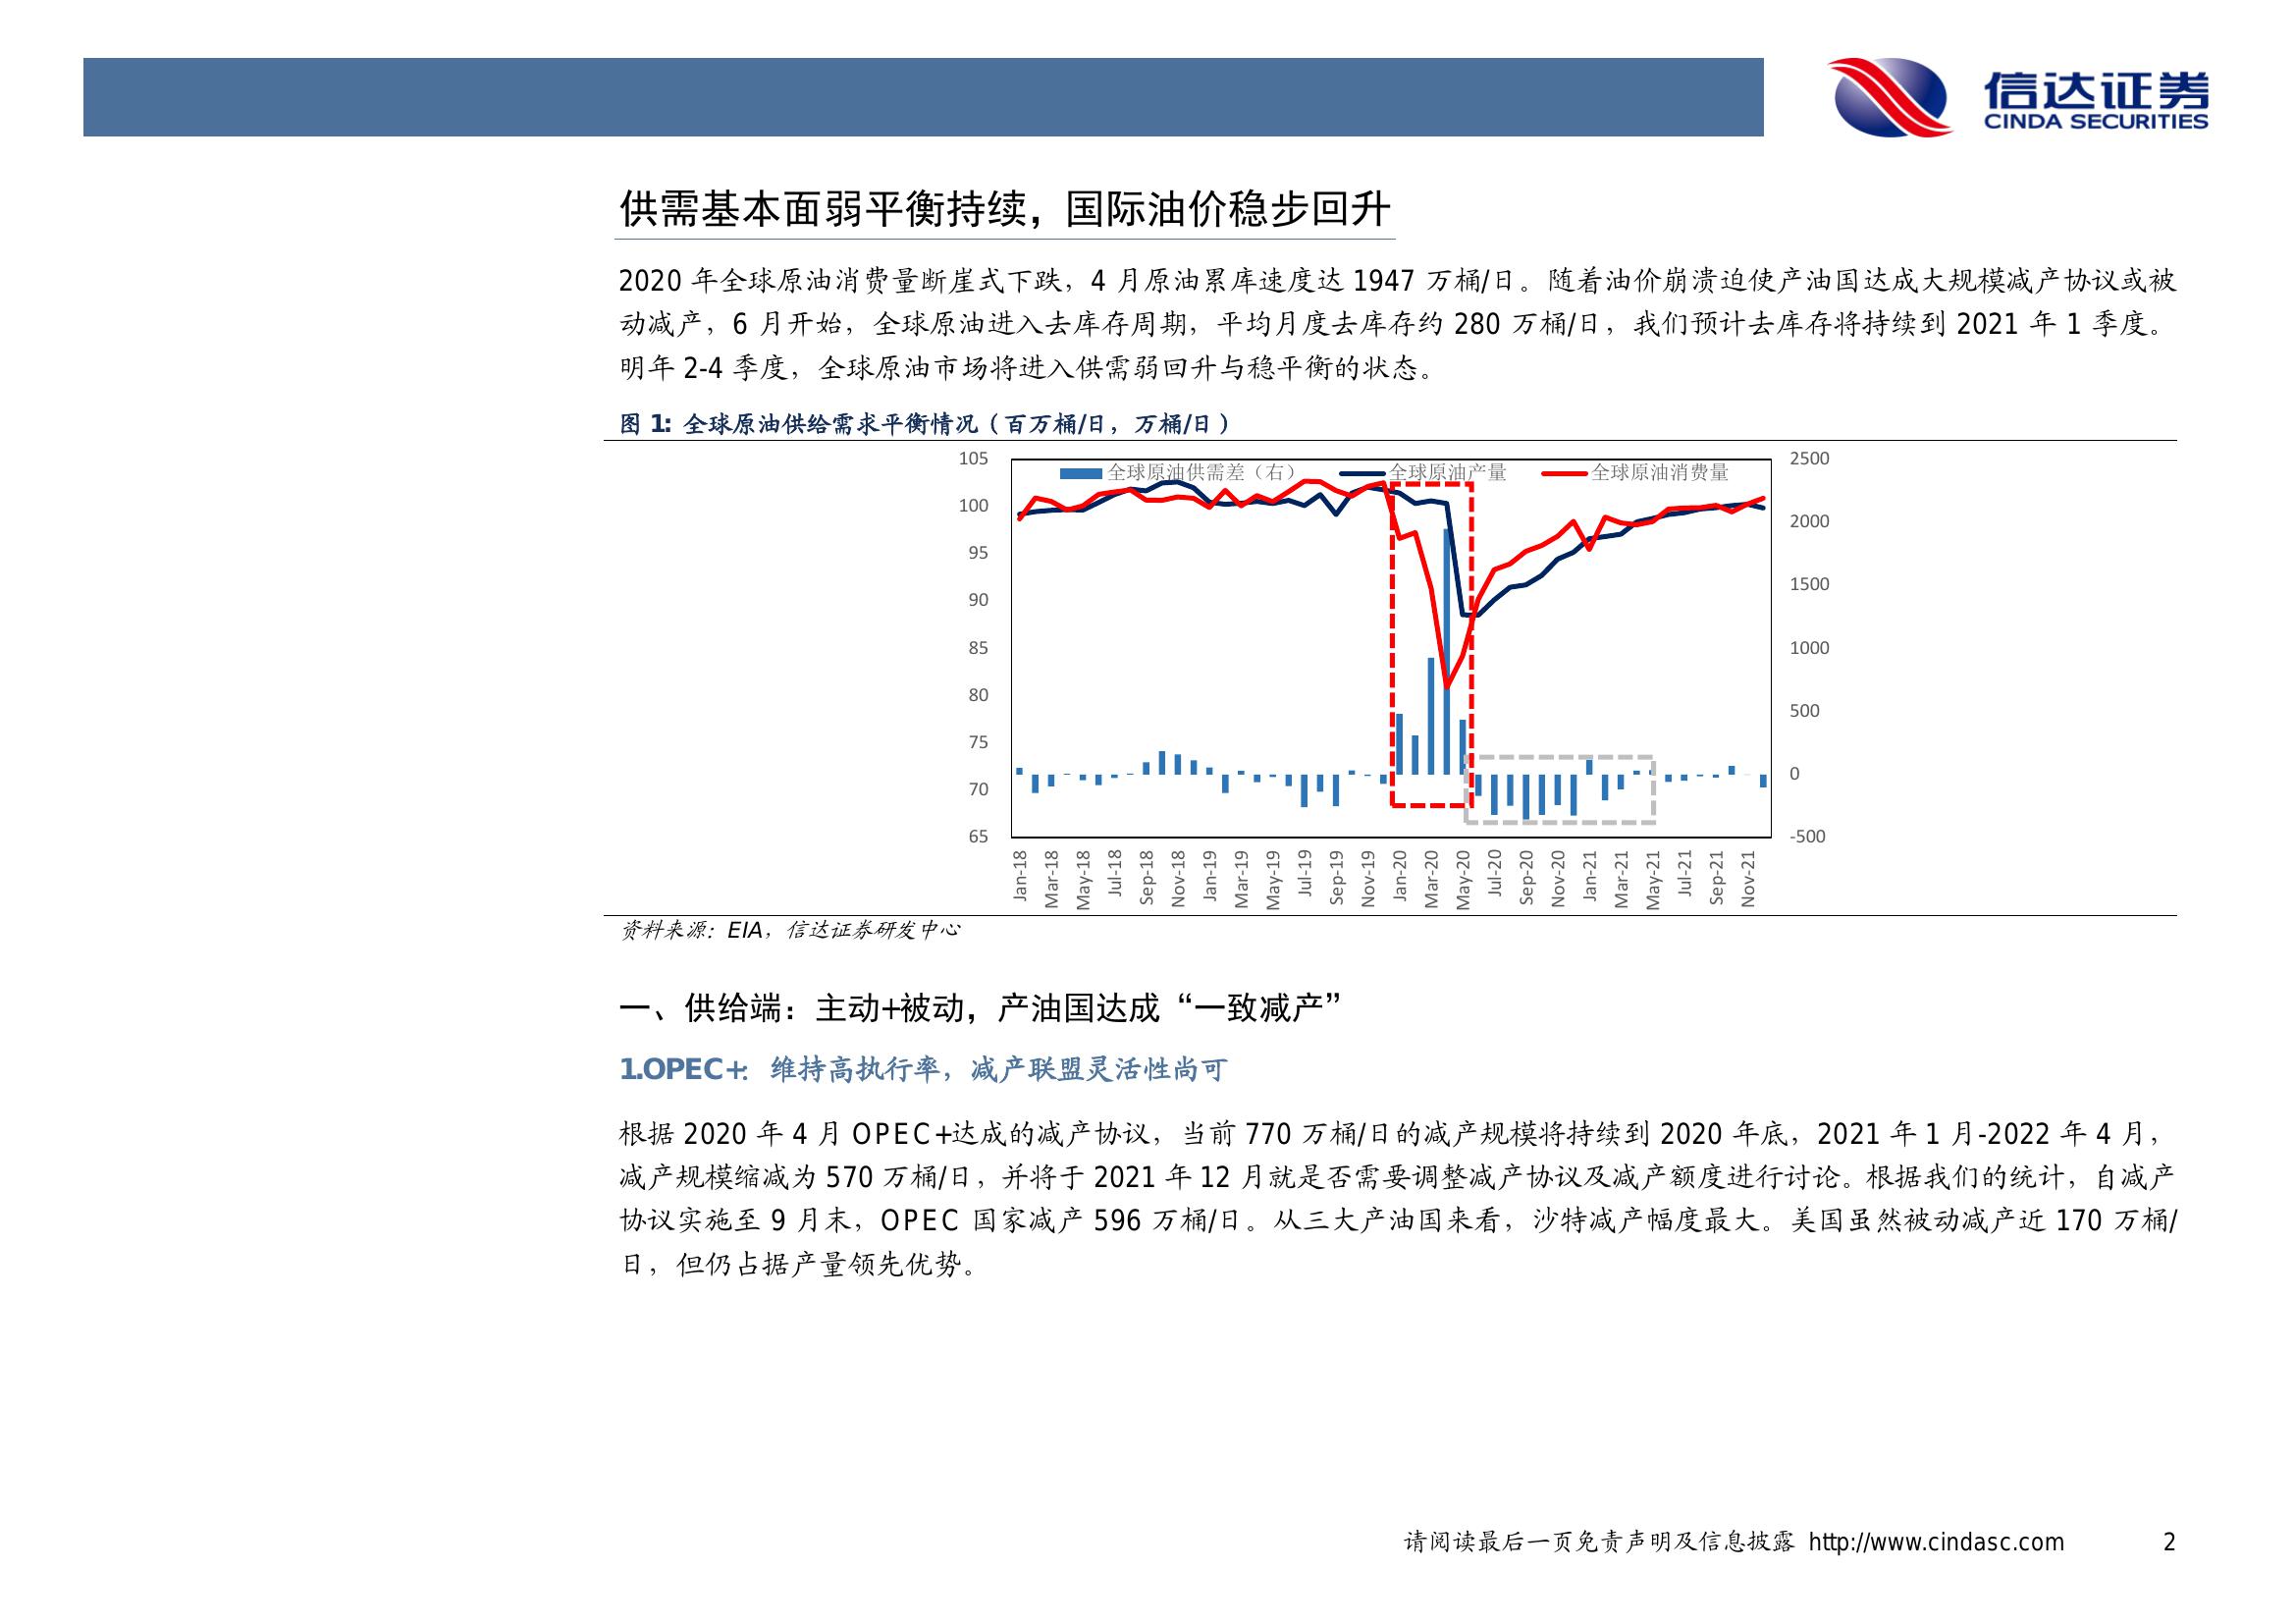 信达证券
CINDA SECURITIES
供需基本面弱平衡持续，国际油价稳步回升
2020 年全球原油消费量断崖式下跌，4 月原油累库速度达 1947 万桶/日。随着油价崩溃迫使产油国达成大规模减产协议或被
动减产，6 月开始，全球原油进入去库存周期，平均月度去库存约 280 万桶/日，我们预计去库存将持续到 2021 年 1 季度。
明年 2-4 季度，全球原油市场将进入供需弱回升与稳平衡的状态。
图 1：全球原油供给需求平衡情况（百万桶/日，万桶/日）
全球原油供需差（右） 全球原油产量 全球原油消费量
105
100
95
90
85
80
75
70
65
2500
2000
1500
1000
500
0
-500
Jan-18
Mar-18
May-18
Jul-18
Sep-18
Nov-18
Jan-19
Mar-19
May-19
Jul-19
Sep-19
Nov-19
Jan-20
Mar-20
May-20
Jul-20
Sep-20
Nov-20
Jan-21
Mar-21
May-21
Jul-21
Sep-21
Nov-21
资料来源：EIA，信达证券研发中心
一、供给端：主动+被动，产油国达成“一致减产”
1.OPEC+：维持高执行率，减产联盟灵活性尚可
根据 2020 年 4 月 OPEC+达成的减产协议，当前 770 万桶/日的减产规模将持续到 2020 年底，2021 年 1 月-2022 年 4 月，
减产规模缩减为 570 万桶/日，并将于 2021 年 12 月就是否需要调整减产协议及减产额度进行讨论。根据我们的统计，自减产
协议实施至 9 月末，OPEC 国家减产 596 万桶/日。从三大产油国来看，沙特减产幅度最大。美国虽然被动减产近 170 万桶/
日，但仍占据产量领先优势。
请阅读最后一页免责声明及信息披露 http://www.cindasc.com 2